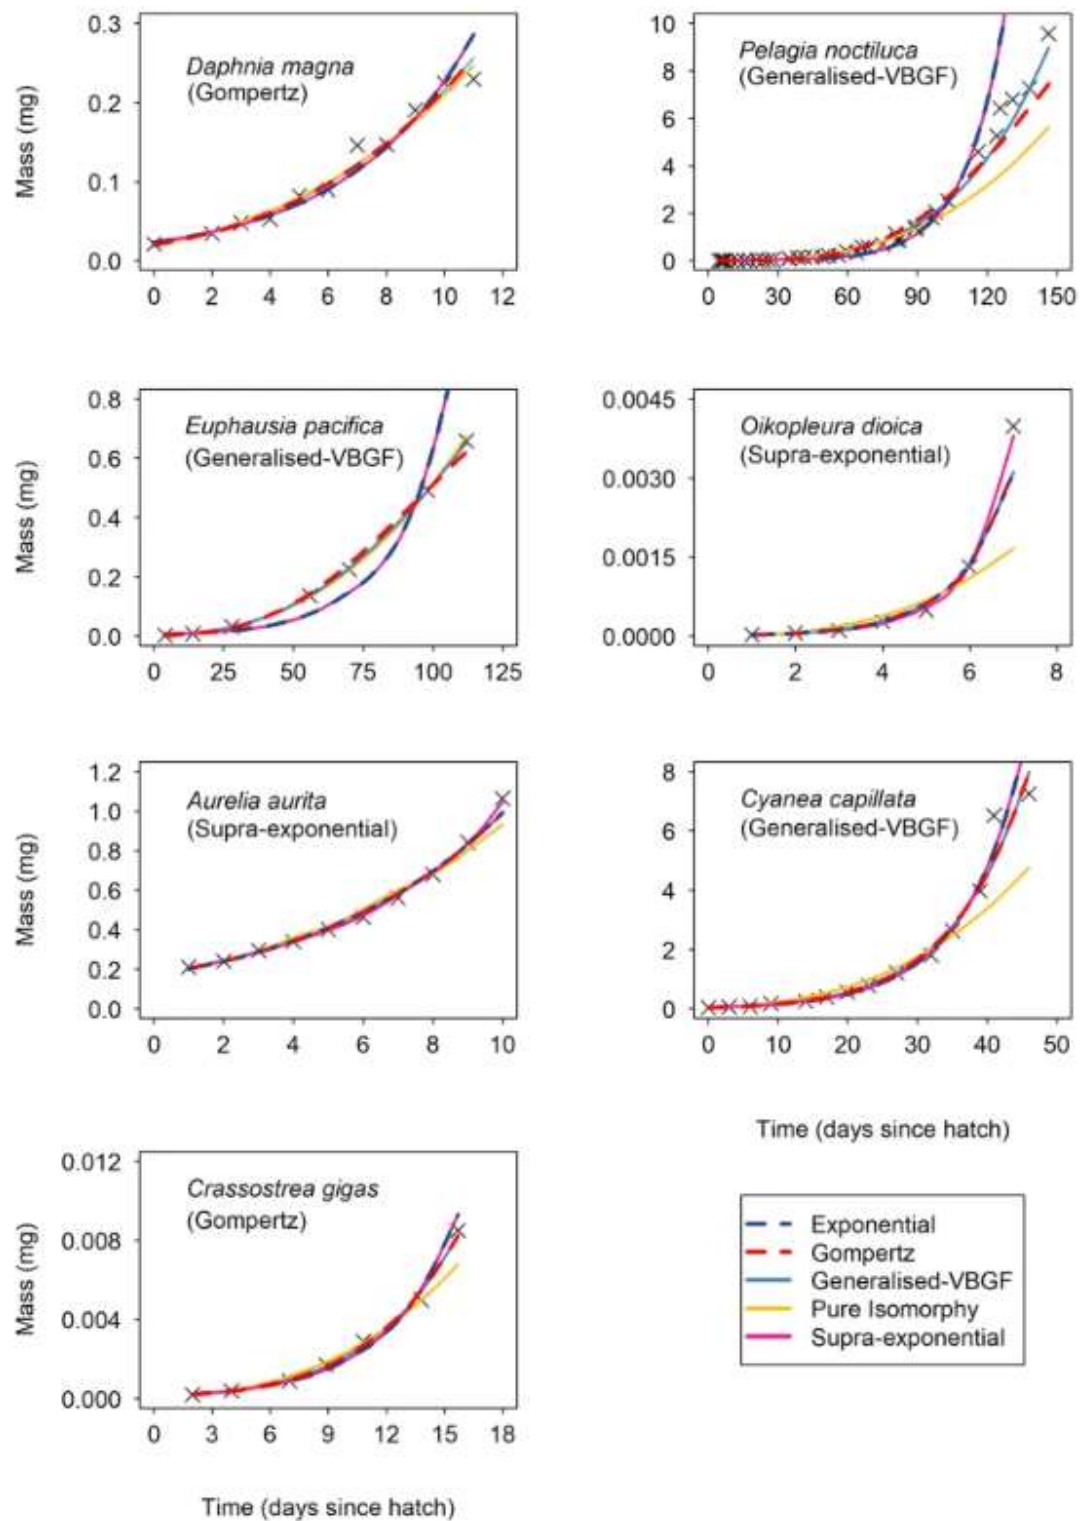 Daphnia magna
(Gompertz)
Mass (mg)
0.3
0.2
0.1
0.0
0 2 4 6 8 10 12
Pelagia noctiluca
(Generalised-VBGF)
10
8
6
4
2
0
0 30 60 90 120 150
Euphausia pacifica
(Generalised-VBGF)
Mass (mg)
0.8
0.6
0.4
0.2
0.0
0 25 50 75 100 125
Oikopleura dioica
(Supra-exponential)
0.0045
0.0030
0.0015
0.0000
0 2 4 6 8
Aurelia aurita
(Supra-exponential)
Mass (mg)
1.2
1.0
0.8
0.6
0.4
0.2
0.0
0 2 4 6 8 10
Cyanea capillata
(Generalised-VBGF)
8
6
4
2
0
0 10 20 30 40 50
Time (days since hatch)
Crassostrea gigas
(Gompertz)
Mass (mg)
0.012
0.008
0.004
0.000
0 3 6 9 12 15 18
Time (days since hatch)
Exponential
Gompertz
Generalised-VBGF
Pure Isomorphy
Supra-exponential